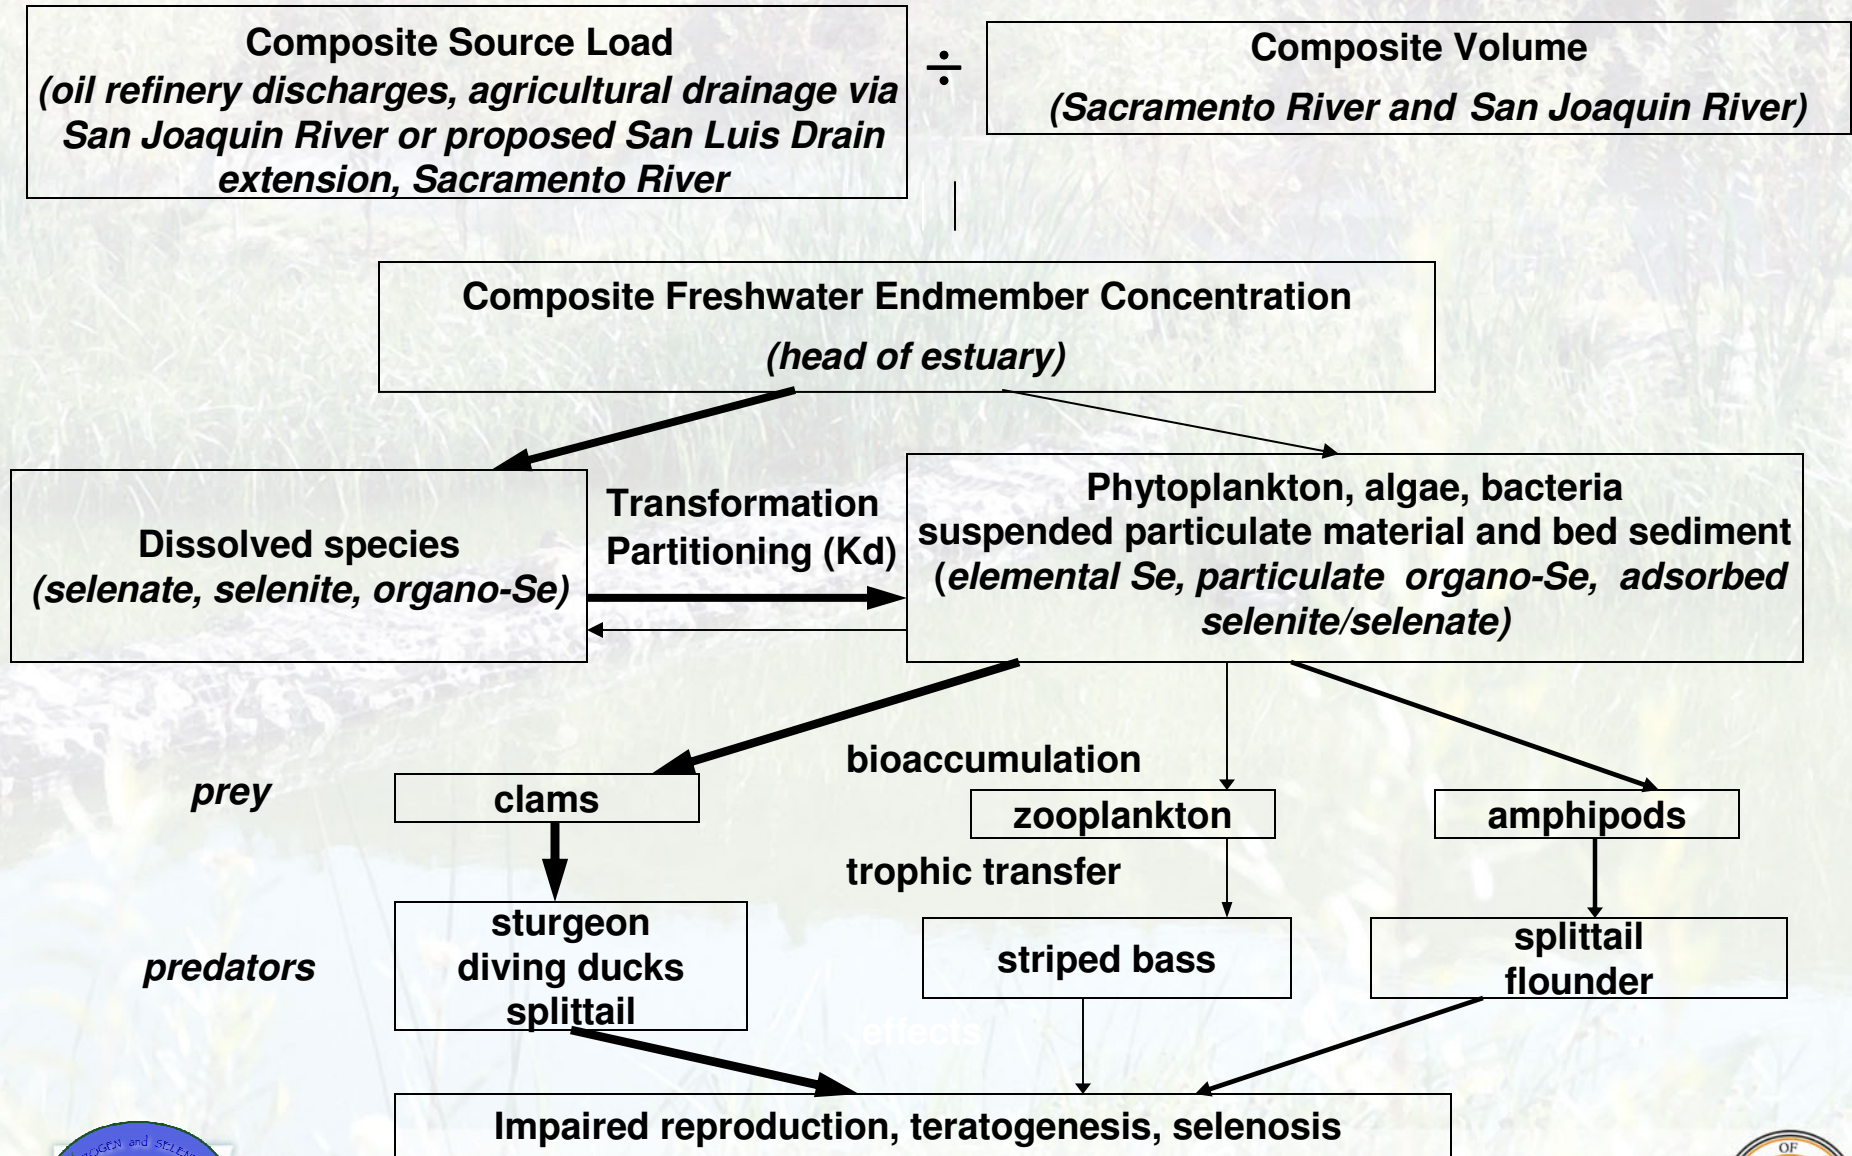 Composite Source Load
(oil refinery discharges, agricultural drainage via
San Joaquin River or proposed San Luis Drain
extension, Sacramento River
÷
Composite Volume
(Sacramento River and San Joaquin River)
Composite Freshwater Endmember Concentration
(head of estuary)
Dissolved species
(selenate, selenite, organo-Se)
Transformation
Partitioning (Kd)
Phytoplankton, algae, bacteria
suspended particulate material and bed sediment
(elemental Se, particulate organo-Se, adsorbed
selenite/selenate)
bioaccumulation
prey
clams
zooplankton
amphipods
trophic transfer
predators
sturgeon
diving ducks
splittail
striped bass
splittail
flounder
effects
Impaired reproduction, teratogenesis, selenosis
and
OF